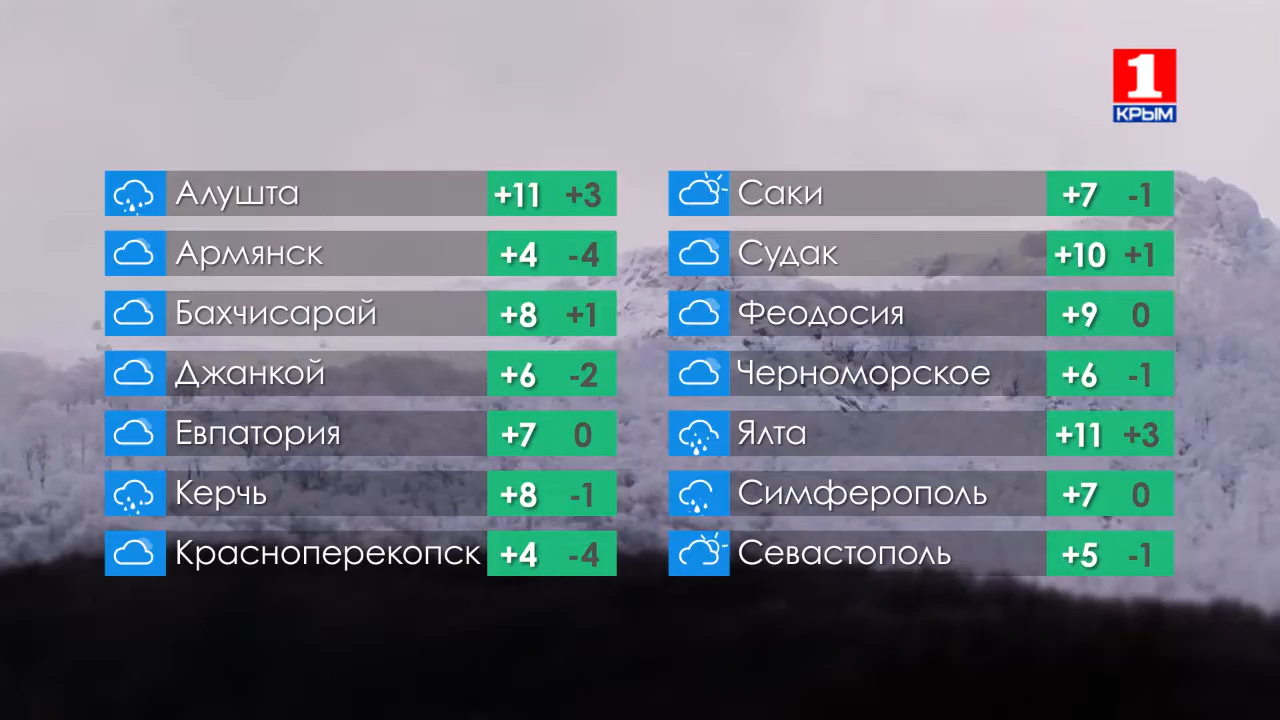 1
КРЫМ
Алушта +11 +3
Армянск +4 -4
Бахчисарай +8 +1
Джанкой +6 -2
Евпатория +7 0
Керчь +8 -1
Красноперекопск +4 -4
Саки +7 -1
Судак +10 +1
Феодосия +9 0
Черноморское +6 -1
Ялта +11 +3
Симферополь +7 0
Севастополь +5 -1